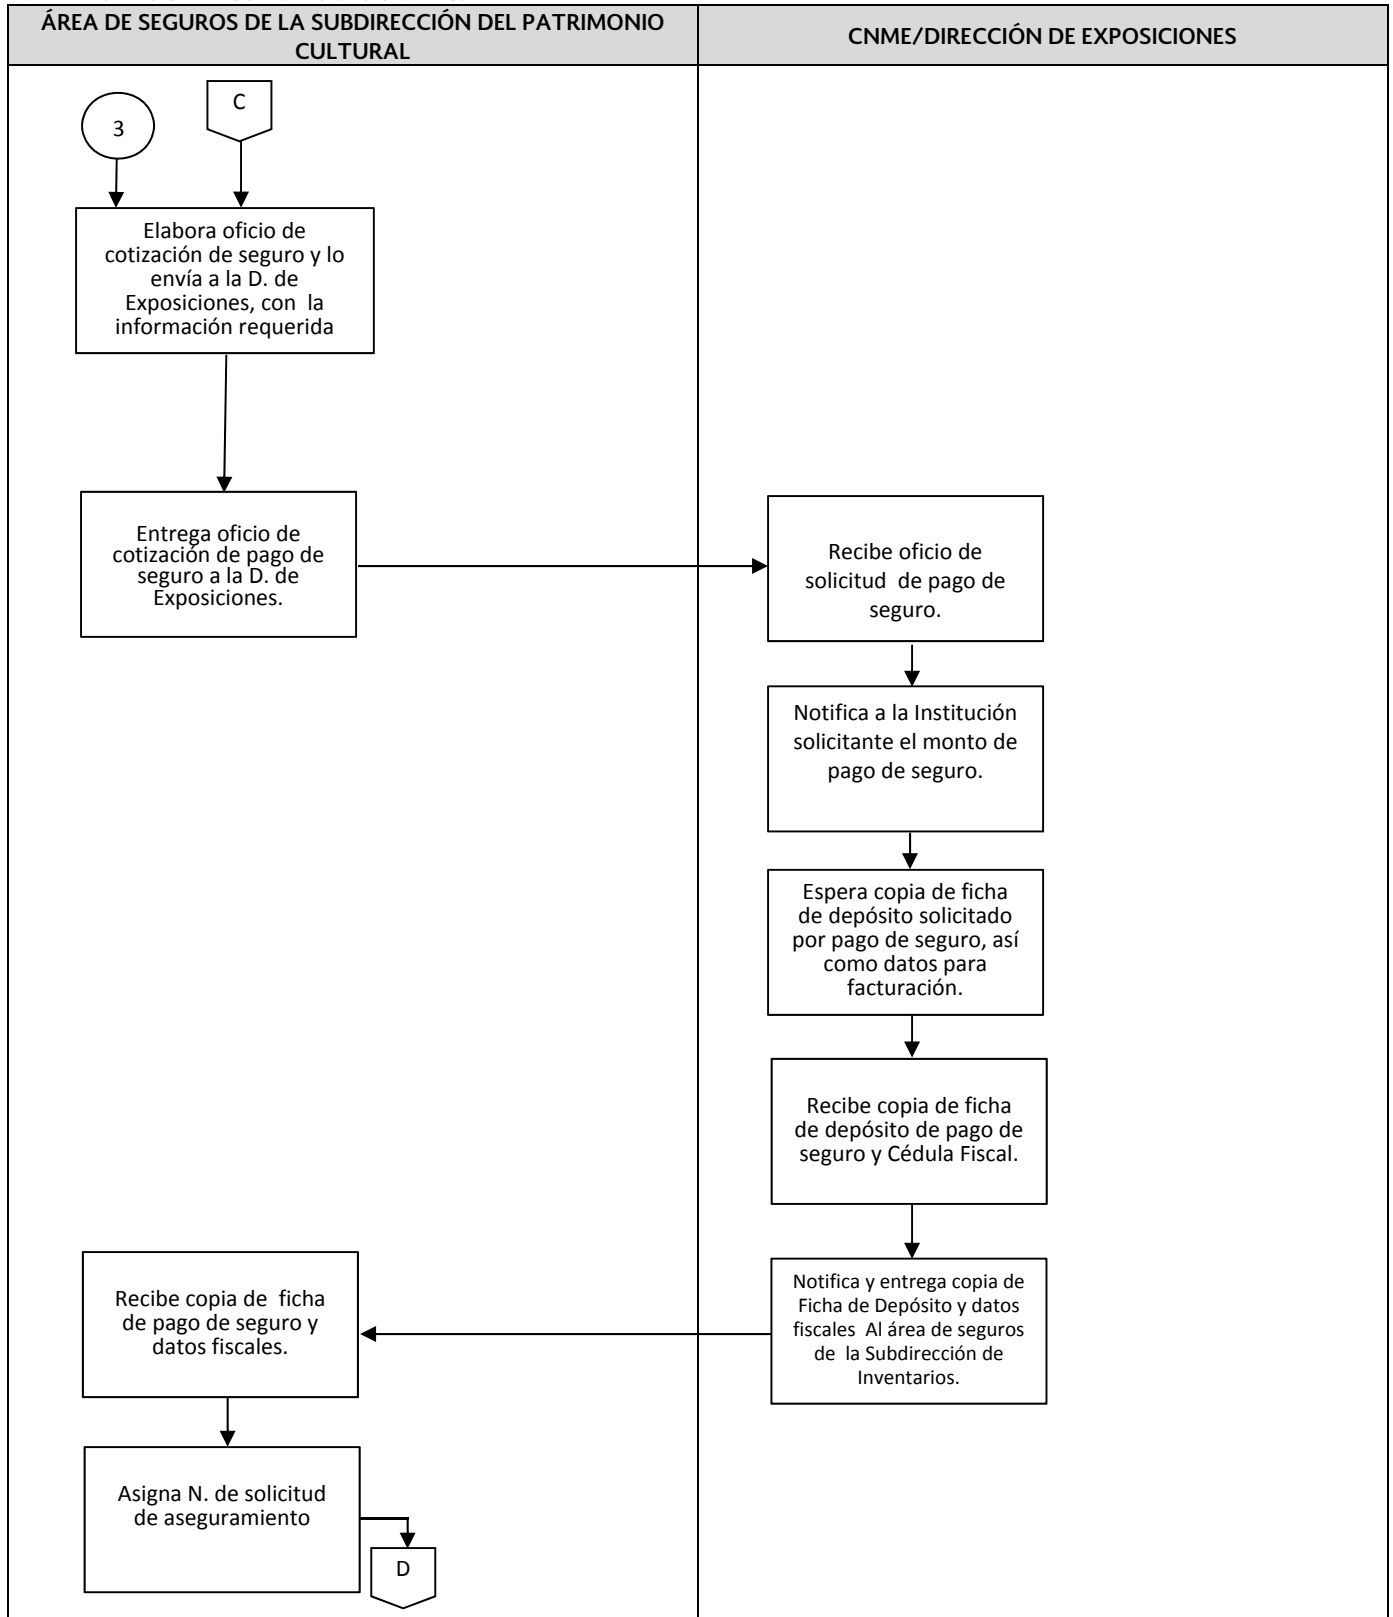 ÁREA DE SEGUROS DE LA SUBDIRECCIÓN DEL PATRIMONIO
CULTURAL
CNME/DIRECCIÓN DE EXPOSICIONES
3
C
Elabora oficio de
cotización de seguro y lo
envía a la D. de
Exposiciones, con la
información requerida
Entrega oficio de
cotización de pago de
seguro a la D. de
Exposiciones.
Recibe oficio de
solicitud de pago de
seguro.
Notifica a la Institución
solicitante el monto de
pago de seguro.
Espera copia de ficha
de depósito solicitado
por pago de seguro, así
como datos para
facturación.
Recibe copia de ficha
de depósito de pago de
seguro y Cédula Fiscal.
Notifica y entrega copia de
Ficha de Depósito y datos
fiscales Al área de seguros
de la Subdirección de
Inventarios.
Recibe copia de ficha
de pago de seguro y
datos fiscales.
Asigna N. de solicitud
de aseguramiento
D